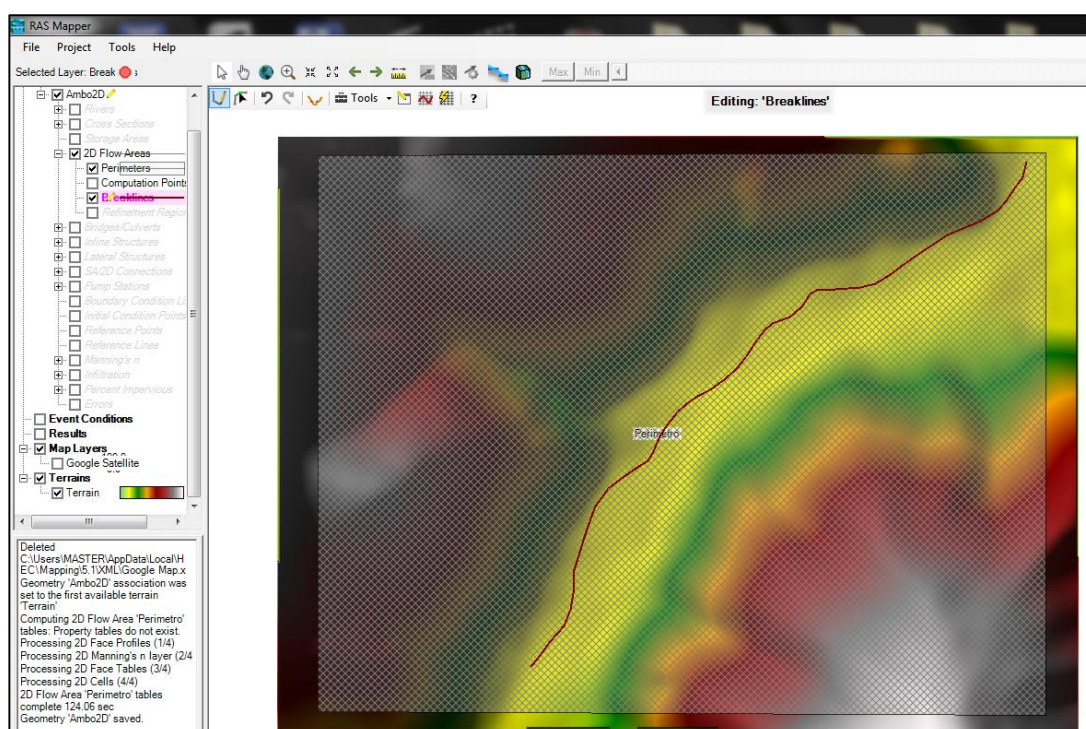 RAS Mapper
File Project Tools Help
Selected Layer: Break
Max Min
Tools ?
Editing: 'Breaklines'
Ambo2D
Rivers
Cross Sections
Storage Areas
2D Flow Areas
Perimeters
Computation Points
Breaklines
Refinement Region
Bridges/Culverts
Inline Structures
Lateral Structures
SA/2D Connections
Pump Stations
Boundary Condition Li
Initial Condition Points
Reference Points
Reference Lines
Manning's n
Infiltration
Percent Impervious
Errors
Event Conditions
Results
Map Layers
Google Satellite
Terrains
Terrain
Perimetro
Deleted
C:\Users\MASTER\AppData\Local\H
EC\Mapping\5.1\XML\Google Map.x
Geometry 'Ambo2D' association was
set to the first available terrain
'Terrain'
Computing 2D Flow Area 'Perimetro'
tables: Property tables do not exist.
Processing 2D Face Profiles (1/4)
Processing 2D Manning's n layer (2/4
Processing 2D Face Tables (3/4)
Processing 2D Cells (4/4)
2D Flow Area 'Perimetro' tables
complete 124.06 sec
Geometry 'Ambo2D' saved.